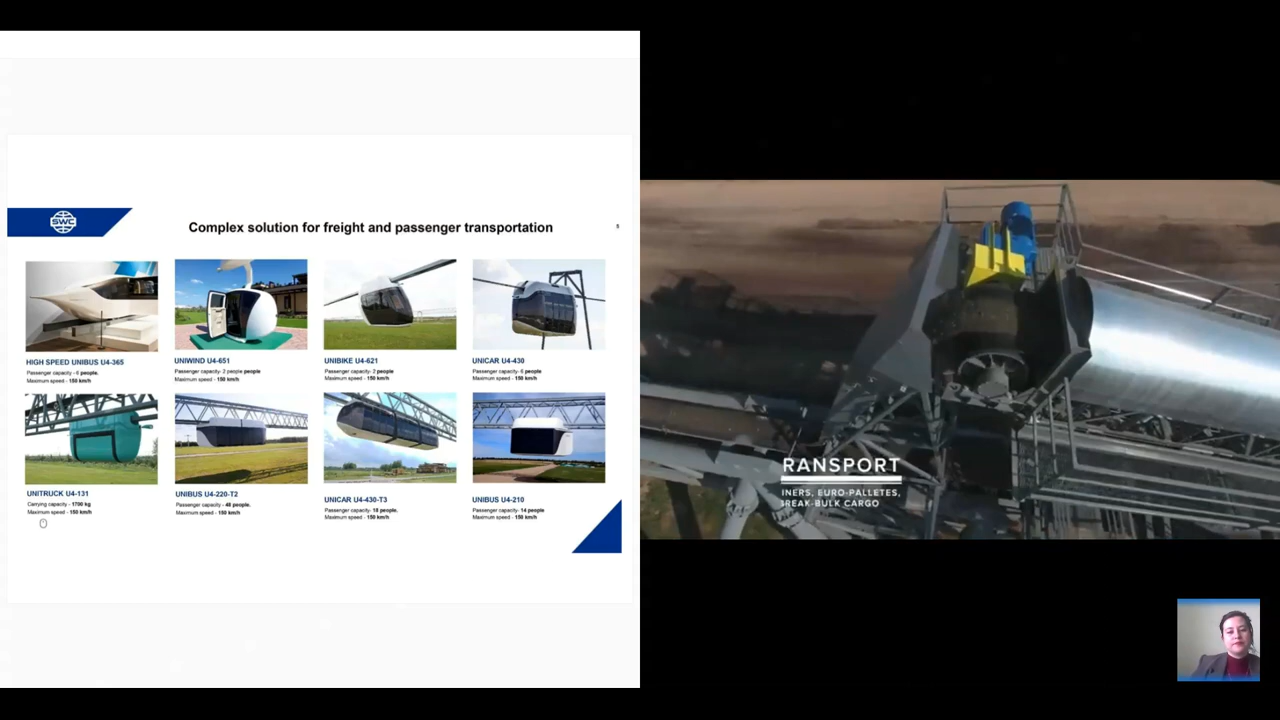 SWC
Complex solution for freight and passenger transportation
5
HIGH SPEED UNIBUS U4-365
Passenger capacity - 6 people.
Maximum speed - 150 km/h
UNIWIND U4-651
Passenger capacity- 2 people people
Maximum speed - 150 km/h
UNIBIKE U4-621
Passenger capacity - 2 people
Maximum speed - 150 km/h
UNICAR U4-430
Passenger capacity - 6 people
Maximum speed - 150 km/h
UNITRUCK U4-131
Carrying capacity - 1700 kg
Maximum speed - 150 km/h
UNIBUS U4-220-T2
Passenger capacity - 48 people.
Maximum speed - 150 km/h
UNICAR U4-430-T3
Passenger capacity- 18 people.
Maximum speed - 150 km/h
UNIBUS U4-210
Passenger capacity - 14 people
Maximum speed - 150 km/h
RANSPORT
INERS, EURO-PALLETES,
BREAK-BULK CARGO